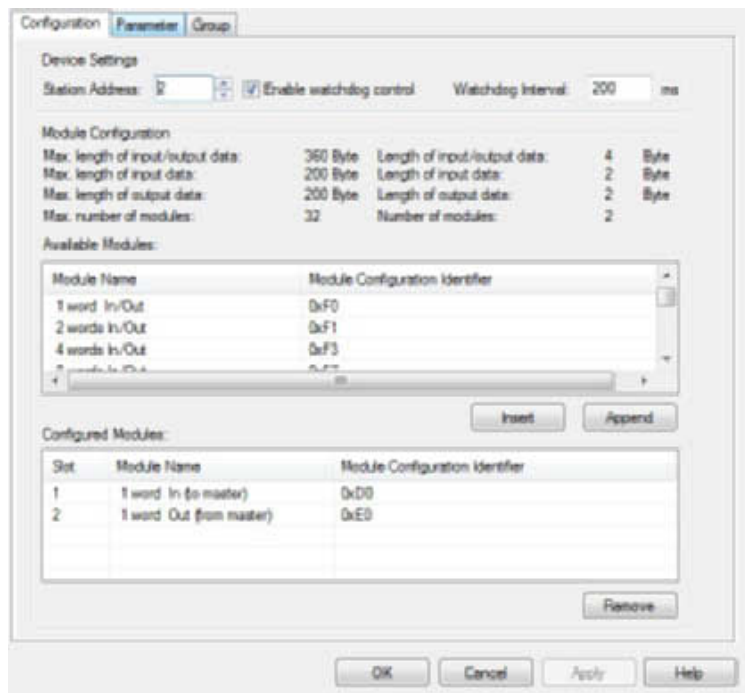 Configuration Parameter Group
Device Settings
Station Address: 2 Enable watchdog control Watchdog Interval: 200 ms
Module Configuration
Max. length of input/output data: 360 Byte Length of input/output data: 4 Byte
Max. length of input data: 200 Byte Length of input data: 2 Byte
Max. length of output data: 200 Byte Length of output data: 2 Byte
Max. number of modules: 32 Number of modules: 2
Available Modules:
Module Name Module Configuration Identifier
1 word In/Out 0xF0
2 words In/Out 0xF1
4 words In/Out 0xF3
Insert Append
Configured Modules:
Slot Module Name Module Configuration Identifier
1 1 word In (to master) 0xD0
2 1 word Out (from master) 0xE0
Remove
OK Cancel Apply Help